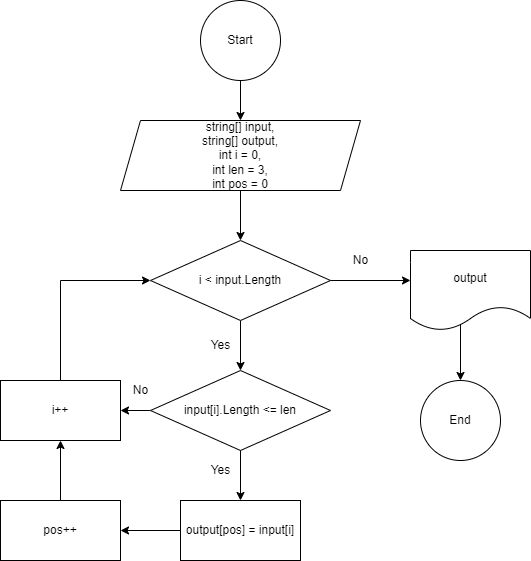 Start
string[] input,
string[] output,
int i = 0,
int len = 3,
int pos = 0
i < input.Length
No
output
Yes
End
i++
No
input[i].Length <= len
Yes
pos++
output[pos] = input[i]